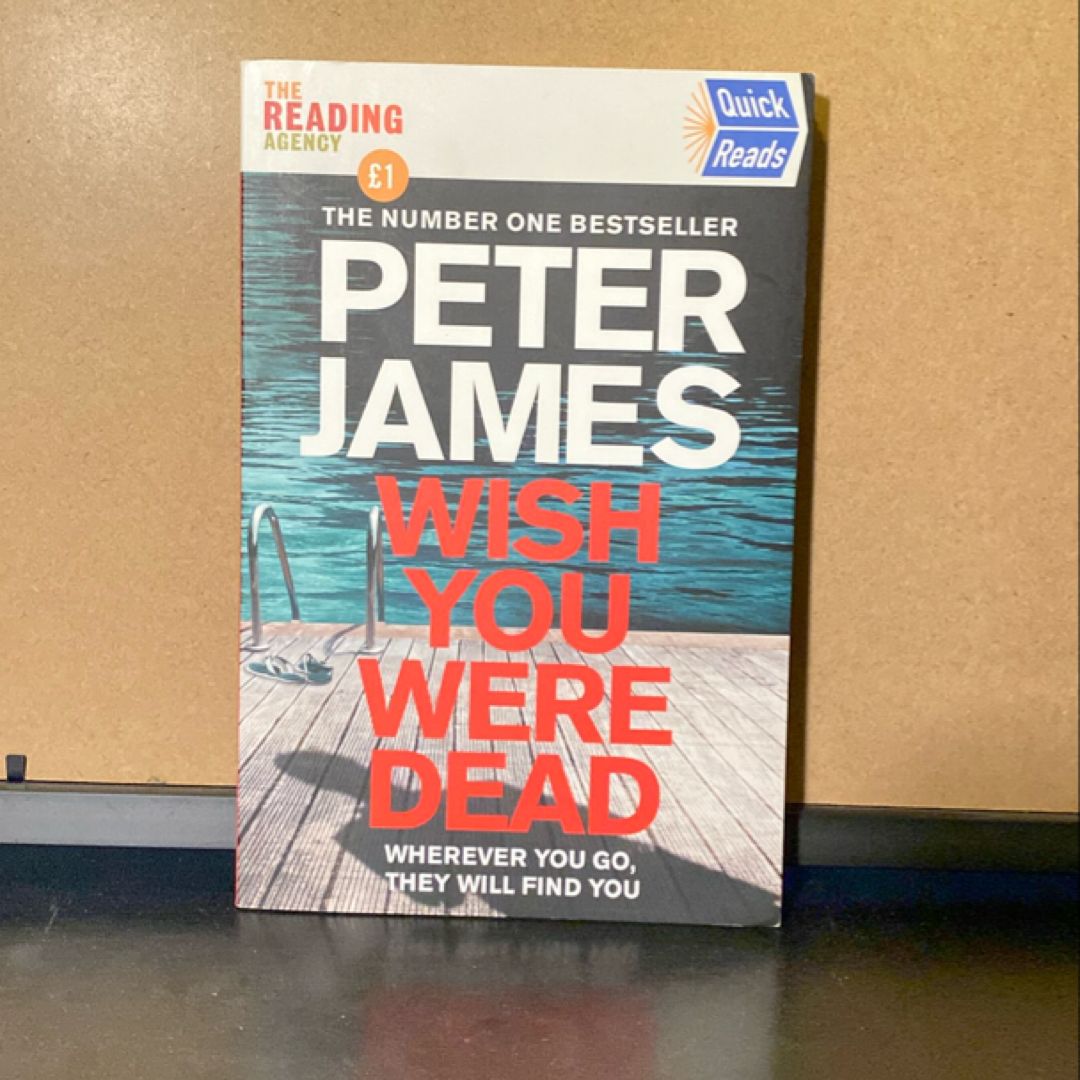 THE
READING
AGENCY
£1
Quick
Reads
THE NUMBER ONE BESTSELLER
PETER
JAMES
WISH
YOU
WERE
DEAD
WHEREVER YOU GO,
THEY WILL FIND YOU